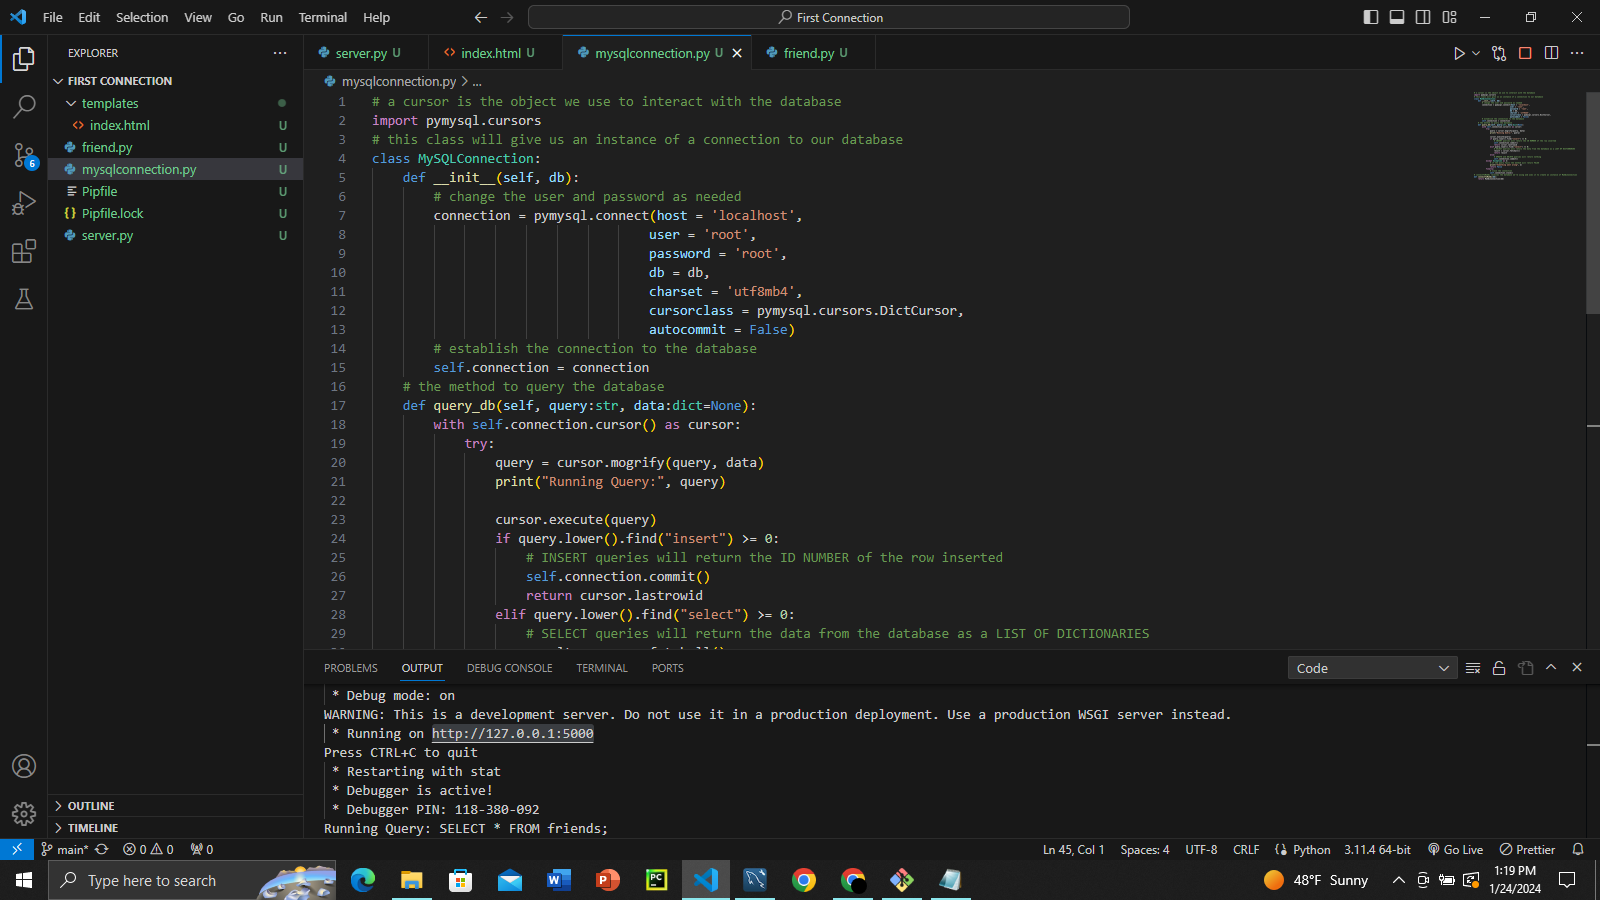 File Edit Selection View Go Run Terminal Help
First Connection
EXPLORER
server.py U
index.html U
mysqlconnection.py U
friend.py U
FIRST CONNECTION
templates
index.html U
friend.py U
mysqlconnection.py U
Pipfile U
Pipfile.lock U
server.py U
mysqlconnection.py > ...
1 # a cursor is the object we use to interact with the database
2 import pymysql.cursors
3 # this class will give us an instance of a connection to our database
4 class MySQLConnection:
5 def __init__(self, db):
6 # change the user and password as needed
7 connection = pymysql.connect(host = 'localhost',
8 user = 'root',
9 password = 'root',
10 db = db,
11 charset = 'utf8mb4',
12 cursorclass = pymysql.cursors.DictCursor,
13 autocommit = False)
14 # establish the connection to the database
15 self.connection = connection
16 # the method to query the database
17 def query_db(self, query:str, data:dict=None):
18 with self.connection.cursor() as cursor:
19 try:
20 query = cursor.mogrify(query, data)
21 print("Running Query:", query)
22
23 cursor.execute(query)
24 if query.lower().find("insert") >= 0:
25 # INSERT queries will return the ID NUMBER of the row inserted
26 self.connection.commit()
27 return cursor.lastrowid
28 elif query.lower().find("select") >= 0:
29 # SELECT queries will return the data from the database as a LIST OF DICTIONARIES
PROBLEMS OUTPUT DEBUG CONSOLE TERMINAL PORTS
Code
* Debug mode: on
WARNING: This is a development server. Do not use it in a production deployment. Use a production WSGI server instead.
* Running on http://127.0.0.1:5000
Press CTRL+C to quit
* Restarting with stat
* Debugger is active!
* Debugger PIN: 118-380-092
Running Query: SELECT * FROM friends;
6
OUTLINE
TIMELINE
main* 0 0 0
Ln 45, Col 1 Spaces: 4 UTF-8 CRLF Python 3.11.4 64-bit Go Live Prettier
Type here to search
48°F Sunny
1:19 PM
1/24/2024